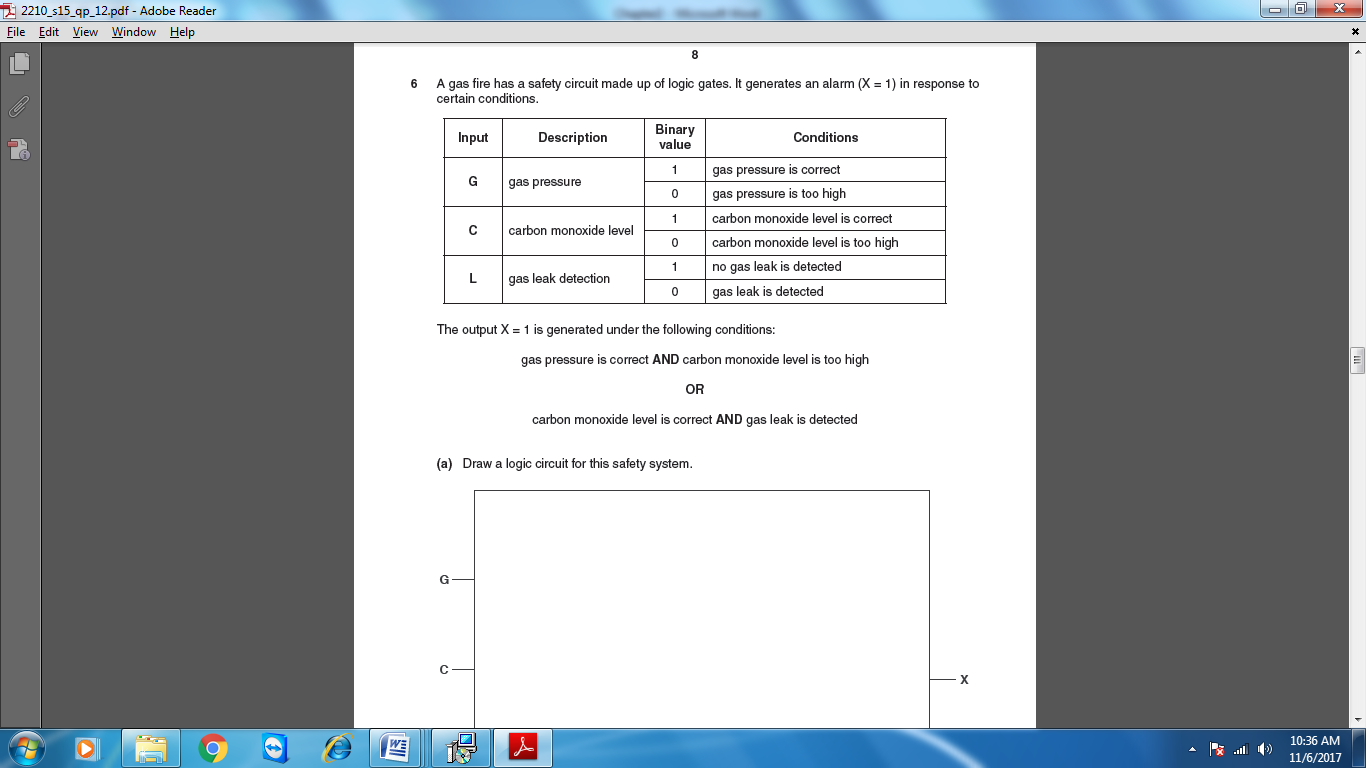 2210_s15_qp_12.pdf - Adobe Reader
File Edit View Window Help
8
6 A gas fire has a safety circuit made up of logic gates. It generates an alarm (X = 1) in response to
certain conditions.
Input Description Binary value Conditions
G gas pressure 1 gas pressure is correct
0 gas pressure is too high
C carbon monoxide level 1 carbon monoxide level is correct
0 carbon monoxide level is too high
L gas leak detection 1 no gas leak is detected
0 gas leak is detected
The output X = 1 is generated under the following conditions:
gas pressure is correct AND carbon monoxide level is too high
OR
carbon monoxide level is correct AND gas leak is detected
(a) Draw a logic circuit for this safety system.
G
C
X
10:36 AM
11/6/2017